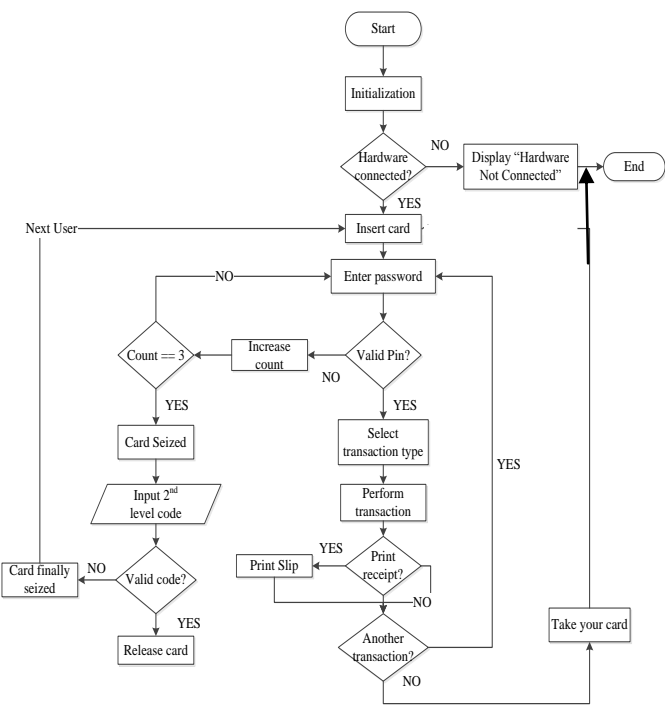 Start
Initialization
Hardware
connected?
NO
Display “Hardware
Not Connected”
End
YES
Next User
Insert card
NO
Enter password
Count == 3
Increase
count
Valid Pin?
NO
YES
YES
Card Seized
Select
transaction type
YES
Input 2nd
level code
Perform
transaction
Card finally
seized
NO
Valid code?
Print Slip
YES
Print
receipt?
NO
YES
Release card
Another
transaction?
NO
Take your card